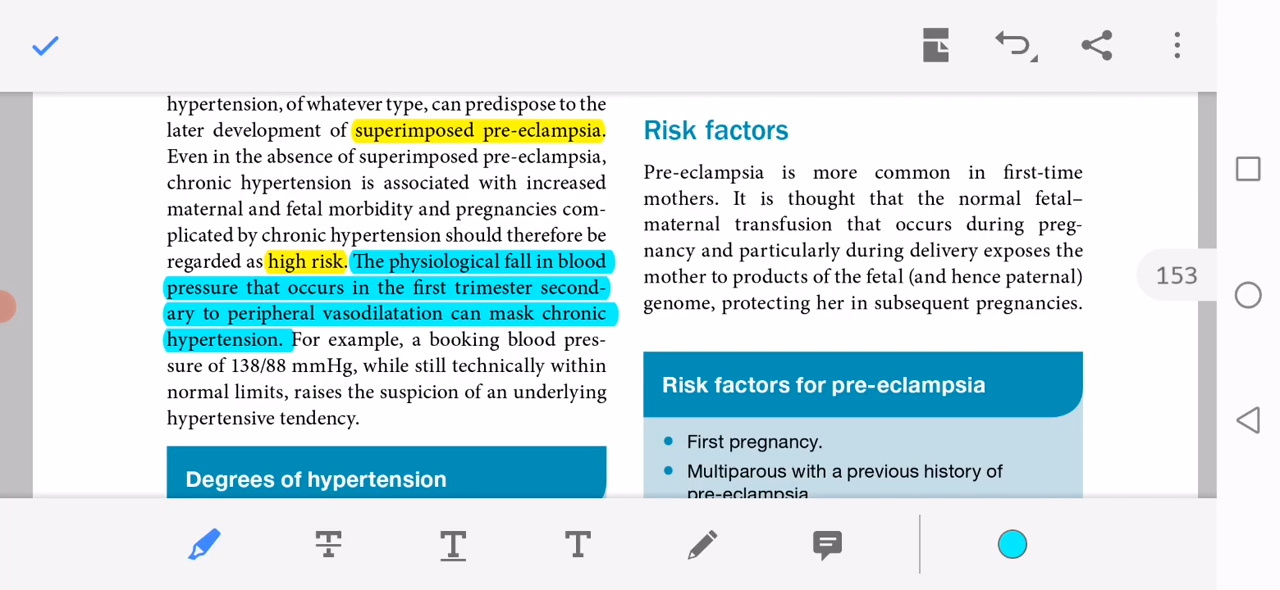 hypertension, of whatever type, can predispose to the
later development of superimposed pre-eclampsia.
Even in the absence of superimposed pre-eclampsia,
chronic hypertension is associated with increased
maternal and fetal morbidity and pregnancies com-
plicated by chronic hypertension should therefore be
regarded as high risk. The physiological fall in blood
pressure that occurs in the first trimester second-
ary to peripheral vasodilatation can mask chronic
hypertension. For example, a booking blood pres-
sure of 138/88 mmHg, while still technically within
normal limits, raises the suspicion of an underlying
hypertensive tendency.
Degrees of hypertension
Risk factors
Pre-eclampsia is more common in first-time
mothers. It is thought that the normal fetal–
maternal transfusion that occurs during preg-
nancy and particularly during delivery exposes the
mother to products of the fetal (and hence paternal)
genome, protecting her in subsequent pregnancies.
Risk factors for pre-eclampsia
• First pregnancy.
• Multiparous with a previous history of
pre-eclampsia
153
T
T
T